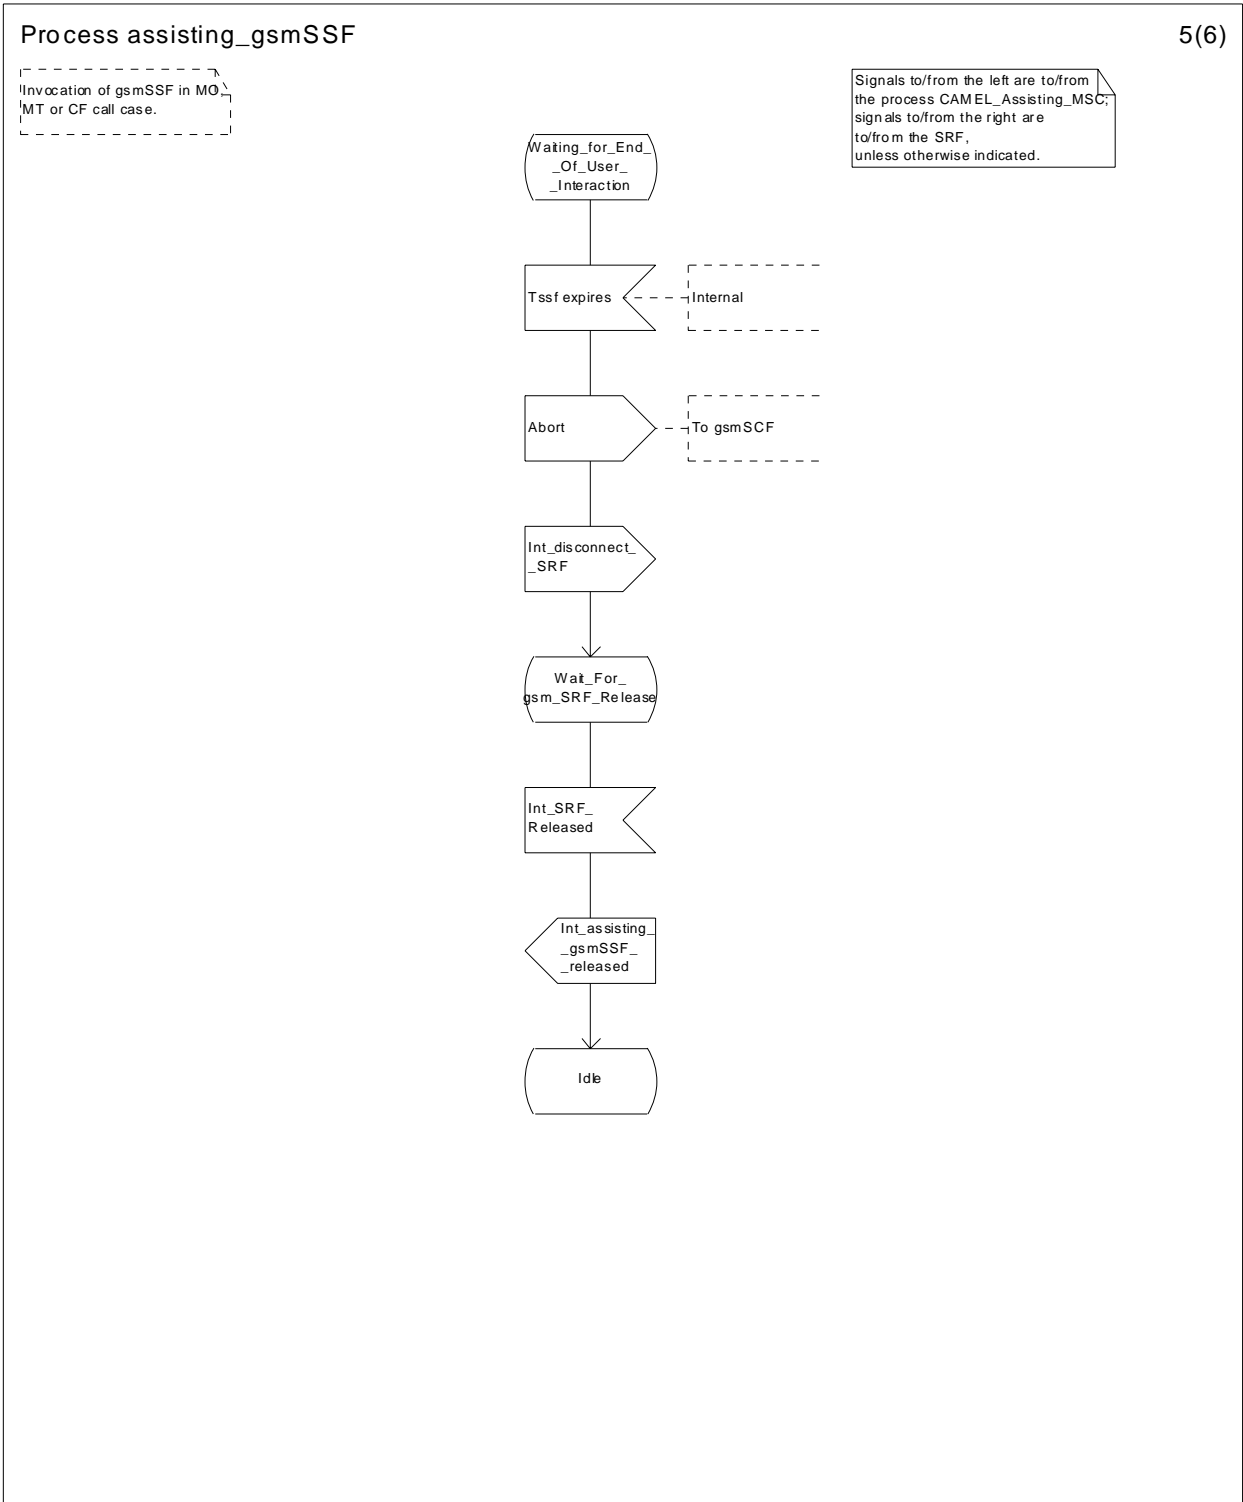 Process assisting_gsmSSF
5(6)
Invocation of gsmSSF in MO,
MT or CF call case.
Signals to/from the left are to/from
the process CAMEL_Assisting_MSC;
signals to/from the right are
to/from the SRF,
unless otherwise indicated.
Waiting_for_End_
_Of_User_
_Interaction
Tssf expires
Internal
Abort
To gsmSCF
Int_disconnect_
_SRF
Wait_For_
gsm_SRF_Release
Int_SRF_
Released
Int_assisting_
_gsmSSF_
_released
Idle